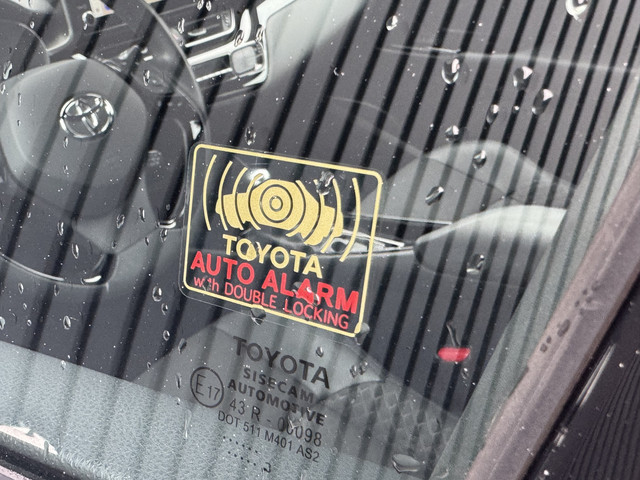 TOYOTA
AUTO ALARM
with DOUBLE LOCKING
TOYOTA
SISECAM
AUTOMOTIVE
E17
43 R - 00098
DOT 511 M401 AS2